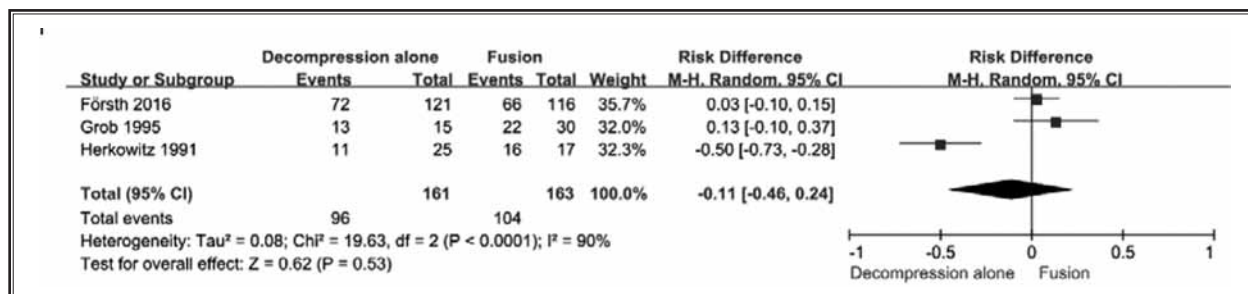 Decompression alone Fusion Risk Difference Risk Difference
Study or Subgroup Events Total Events Total Weight M-H, Random, 95% CI M-H, Random, 95% CI
Försth 2016 72 121 66 116 35.7% 0.03 [-0.10, 0.15]
Grob 1995 13 15 22 30 32.0% 0.13 [-0.10, 0.37]
Herkowitz 1991 11 25 16 17 32.3% -0.50 [-0.73, -0.28]
Total (95% CI) 161 163 100.0% -0.11 [-0.46, 0.24]
Total events 96 104
Heterogeneity: Tau² = 0.08; Chi² = 19.63, df = 2 (P < 0.0001); I² = 90%
Test for overall effect: Z = 0.62 (P = 0.53)
-1 -0.5 0 0.5 1
Decompression alone Fusion